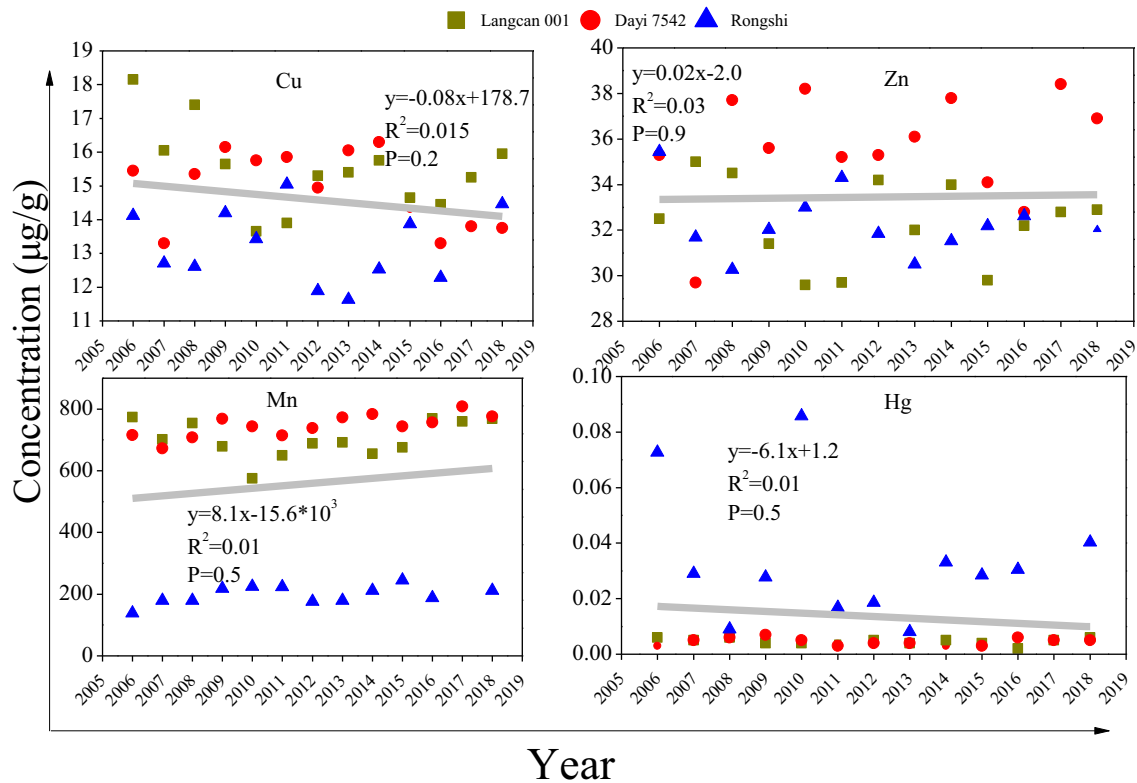 Langcan 001 Dayi 7542 Rongshi
Concentration (μg/g)
19
18
17
16
15
14
13
12
11
Cu
y=-0.08x+178.7
R²=0.015
P=0.2
2005 2006 2007 2008 2009 2010 2011 2012 2013 2014 2015 2016 2017 2018 2019
40
38
36
34
32
30
28
y=0.02x-2.0
R²=0.03
P=0.9
Zn
2005 2006 2007 2008 2009 2010 2011 2012 2013 2014 2015 2016 2017 2018 2019
800
600
400
200
0
Mn
y=8.1x-15.6*10³
R²=0.01
P=0.5
2005 2006 2007 2008 2009 2010 2011 2012 2013 2014 2015 2016 2017 2018 2019
0.10
0.08
0.06
0.04
0.02
0.00
Hg
y=-6.1x+1.2
R²=0.01
P=0.5
2005 2006 2007 2008 2009 2010 2011 2012 2013 2014 2015 2016 2017 2018 2019
Year